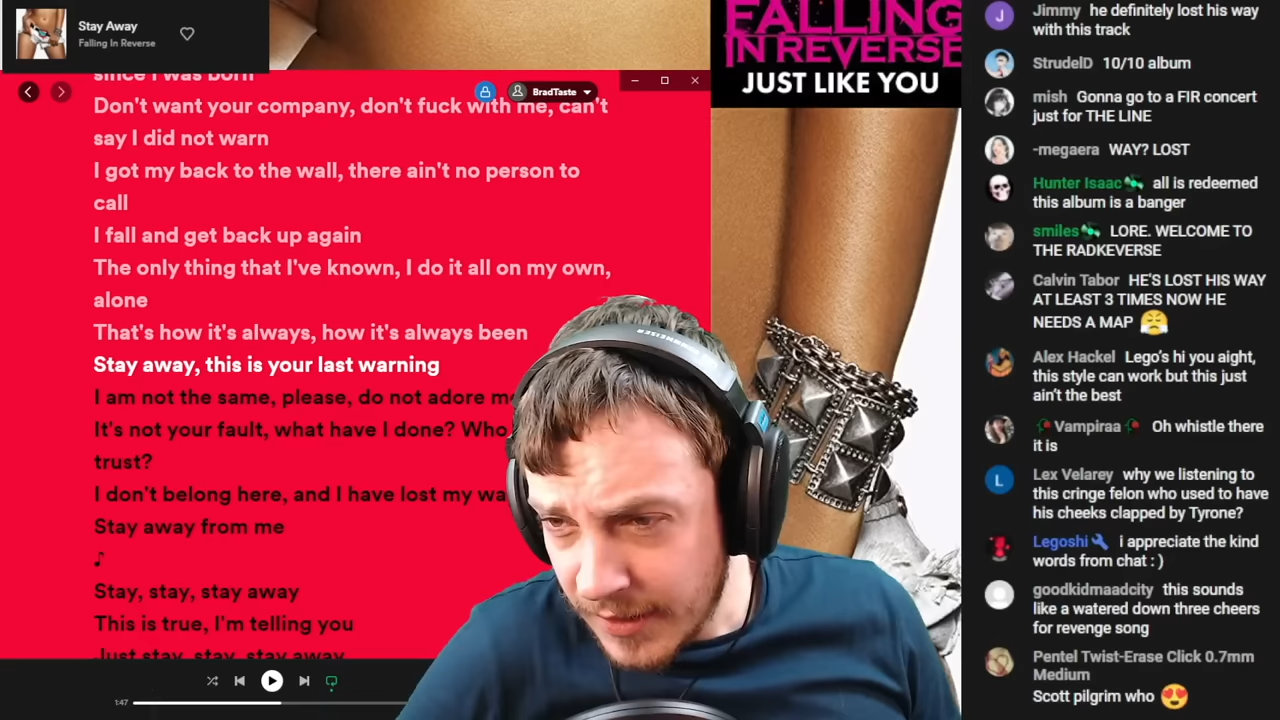 Stay Away
Falling In Reverse
since I was born
BradTaste
Don't want your company, don't fuck with me, can't
say I did not warn
I got my back to the wall, there ain't no person to
call
I fall and get back up again
The only thing that I've known, I do it all on my own,
alone
That's how it's always, how it's always been
Stay away, this is your last warning
I am not the same, please, do not adore me
It's not your fault, what have I done? Who
trust?
I don't belong here, and I have lost my wa
Stay away from me
♪
Stay, stay, stay away
This is true, I'm telling you
Just stay, stay, stay away
1:47
SENNHEISER
FALLING
IN REVERSE
JUST LIKE YOU
J
Jimmy he definitely lost his way
with this track
StrudelD 10/10 album
mish Gonna go to a FIR concert
just for THE LINE
-megaera WAY? LOST
Hunter Isaac all is redeemed
this album is a banger
smiles LORE. WELCOME TO
THE RADKEVERSE
Calvin Tabor HE'S LOST HIS WAY
AT LEAST 3 TIMES NOW HE
NEEDS A MAP 😤
Alex Hackel Lego's hi you aight,
this style can work but this just
ain't the best
🥀Vampiraa🥀 Oh whistle there
it is
L
Lex Velarey why we listening to
this cringe felon who used to have
his cheeks clapped by Tyrone?
Legoshi i appreciate the kind
words from chat : )
goodkidmaadcity this sounds
like a watered down three cheers
for revenge song
Pentel Twist-Erase Click 0.7mm
Medium
Scott pilgrim who 😍